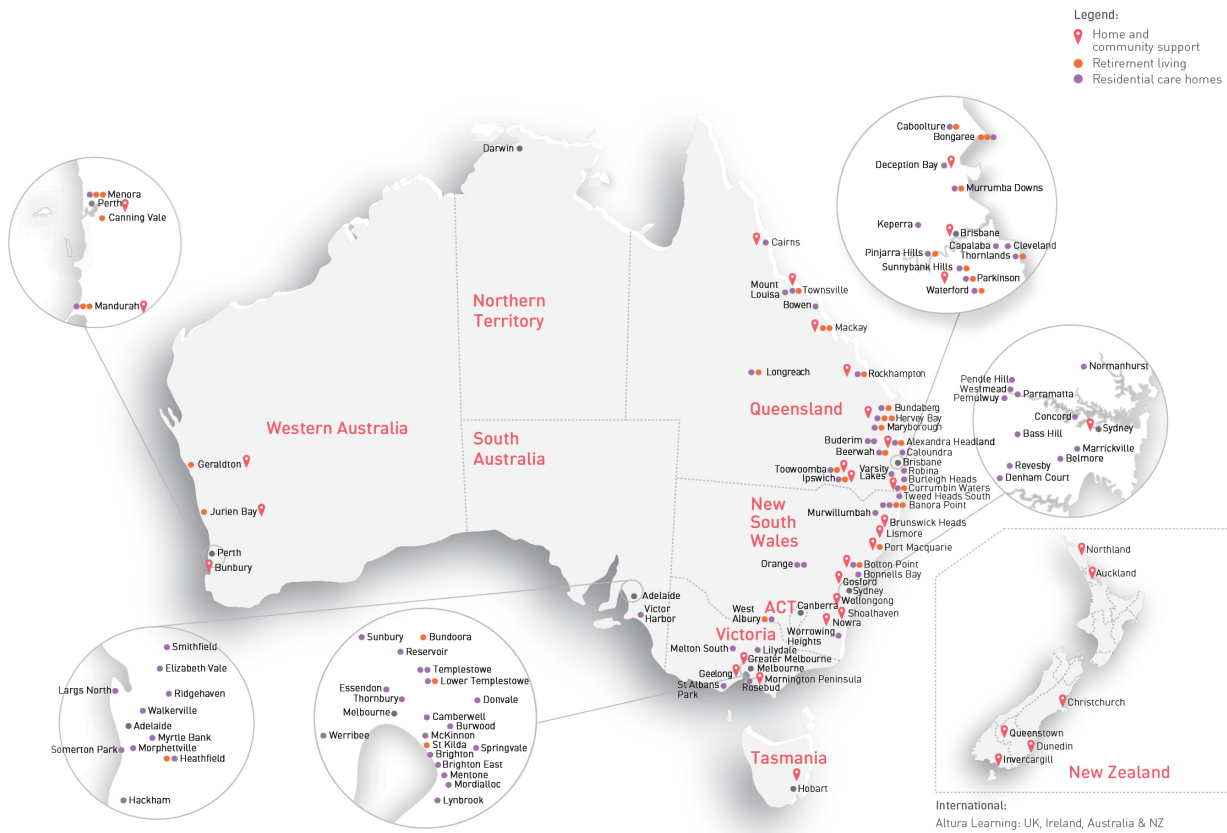 Legend:
Home and
community support
Retirement living
Residential care homes
Darwin
Northern
Territory
Western Australia
South
Australia
Queensland
New
South
Wales
ACT
Victoria
Tasmania
New Zealand
Menora
Perth
Canning Vale
Mandurah
Geraldton
Jurien Bay
Perth
Bunbury
Cairns
Mount
Louisa
Townsville
Bowen
Mackay
Longreach
Rockhampton
Bundaberg
Hervey Bay
Maryborough
Buderim
Alexandra Headland
Beerwah
Caloundra
Brisbane
Toowoomba
Varsity
Lakes
Robina
Ipswich
Burleigh Heads
Currumbin Waters
Tweed Heads South
Banora Point
Murwillumbah
Brunswick Heads
Lismore
Port Macquarie
Orange
Bolton Point
Bonnells Bay
Gosford
Sydney
Wollongong
Canberra
Shoalhaven
Nowra
West
Albury
Worrowing
Heights
Melton South
Lilydale
Greater Melbourne
Melbourne
Geelong
Mornington Peninsula
St Albans
Park
Rosebud
Hobart
Adelaide
Victor
Harbor
Caboolture
Bongaree
Deception Bay
Murrumba Downs
Keperra
Brisbane
Capalaba
Cleveland
Pinjarra Hills
Thornlands
Sunnybank Hills
Parkinson
Waterford
Normanhurst
Pendle Hill
Westmead
Parramatta
Pemulwuy
Concord
Sydney
Bass Hill
Marrickville
Belmore
Revesby
Denham Court
Smithfield
Elizabeth Vale
Largs North
Ridgehaven
Walkerville
Adelaide
Myrtle Bank
Somerton Park
Morphettville
Heathfield
Hackham
Sunbury
Bundoora
Reservoir
Templestowe
Lower Templestowe
Essendon
Thornbury
Donvale
Melbourne
Camberwell
Burwood
Werribee
McKinnon
St Kilda
Springvale
Brighton
Brighton East
Mentone
Mordialloc
Lynbrook
Northland
Auckland
Christchurch
Queenstown
Dunedin
Invercargill
International:
Altura Learning: UK, Ireland, Australia & NZ